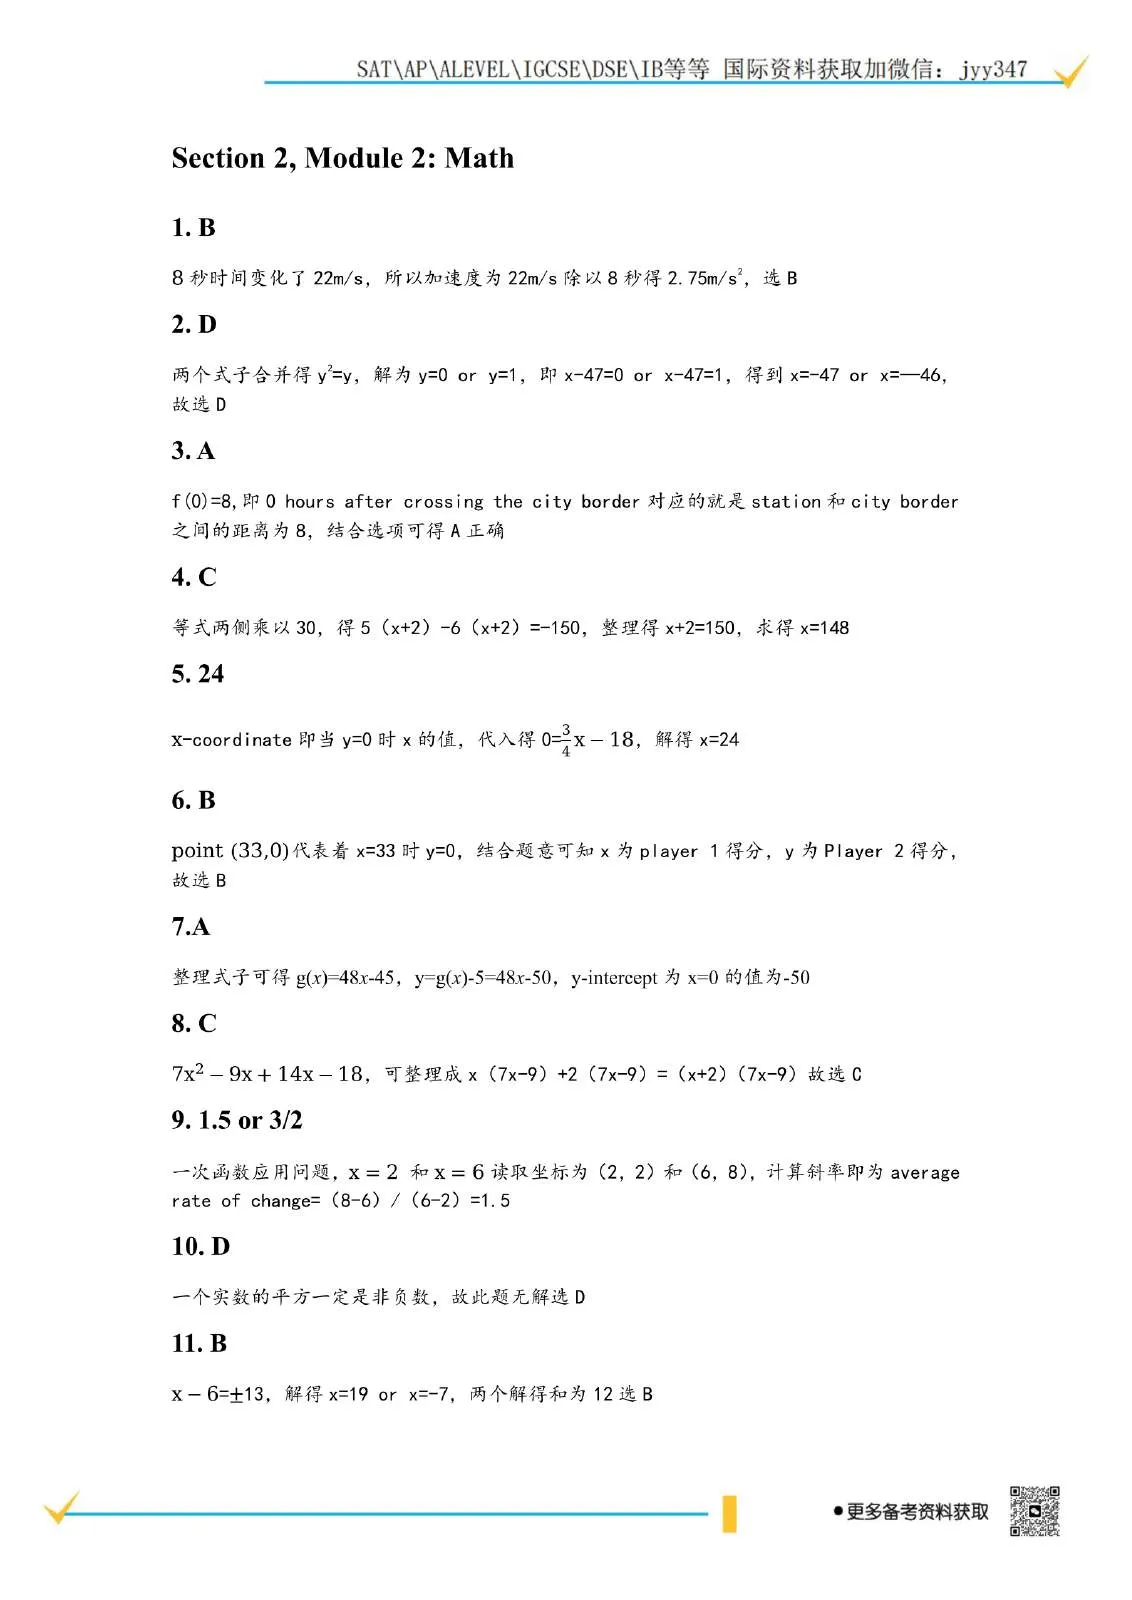 SAT\AP\ALEVEL\IGCSE\DSE\IB等等 国际资料获取加微信：jyy347
Section 2, Module 2: Math
1. B
8 秒时间变化了 22m/s，所以加速度为 22m/s 除以 8 秒得 2.75m/s²，选 B
2. D
两个式子合并得 y²=y，解为 y=0 or y=1，即 x-47=0 or x-47=1，得到 x=-47 or x=—46，
故选 D
3. A
f(0)=8,即 0 hours after crossing the city border 对应的就是 station 和 city border
之间的距离为 8，结合选项可得 A 正确
4. C
等式两侧乘以 30，得 5（x+2）-6（x+2）=-150，整理得 x+2=150，求得 x=148
5. 24
x-coordinate 即当 y=0 时 x 的值，代入得 0=3/4 x − 18，解得 x=24
6. B
point (33,0)代表着 x=33 时 y=0，结合题意可知 x 为 player 1 得分，y 为 Player 2 得分，
故选 B
7.A
整理式子可得 g(x)=48x-45，y=g(x)-5=48x-50，y-intercept 为 x=0 的值为-50
8. C
7x² − 9x + 14x − 18，可整理成 x（7x-9）+2（7x-9）=（x+2）（7x-9）故选 C
9. 1.5 or 3/2
一次函数应用问题，x = 2 和 x = 6 读取坐标为（2，2）和（6，8），计算斜率即为 average
rate of change=（8-6）/（6-2）=1.5
10. D
一个实数的平方一定是非负数，故此题无解选 D
11. B
x − 6=±13，解得 x=19 or x=-7，两个解得和为 12 选 B
●更多备考资料获取